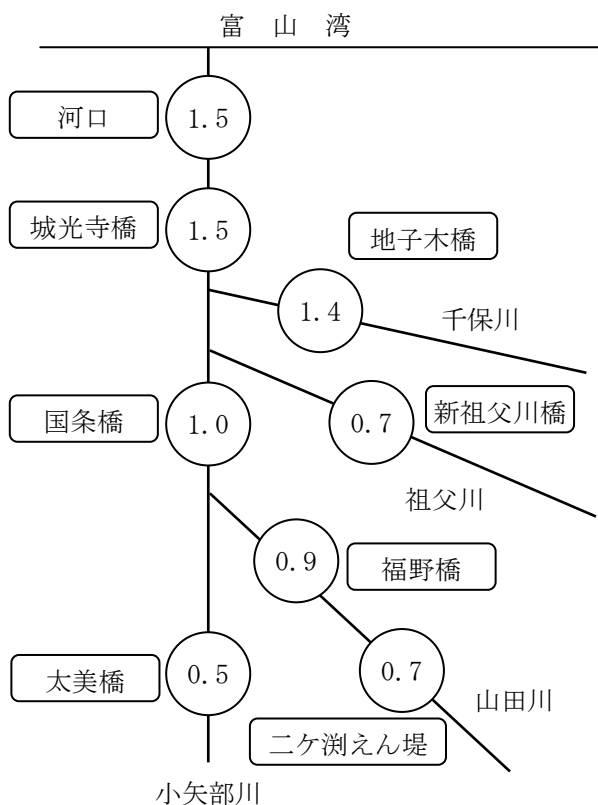 富山湾
河口
1.5
城光寺橋
1.5
地子木橋
1.4
千保川
国条橋
1.0
0.7
新祖父川橋
祖父川
0.9
福野橋
太美橋
0.5
0.7
山田川
二ケ渕えん堤
小矢部川